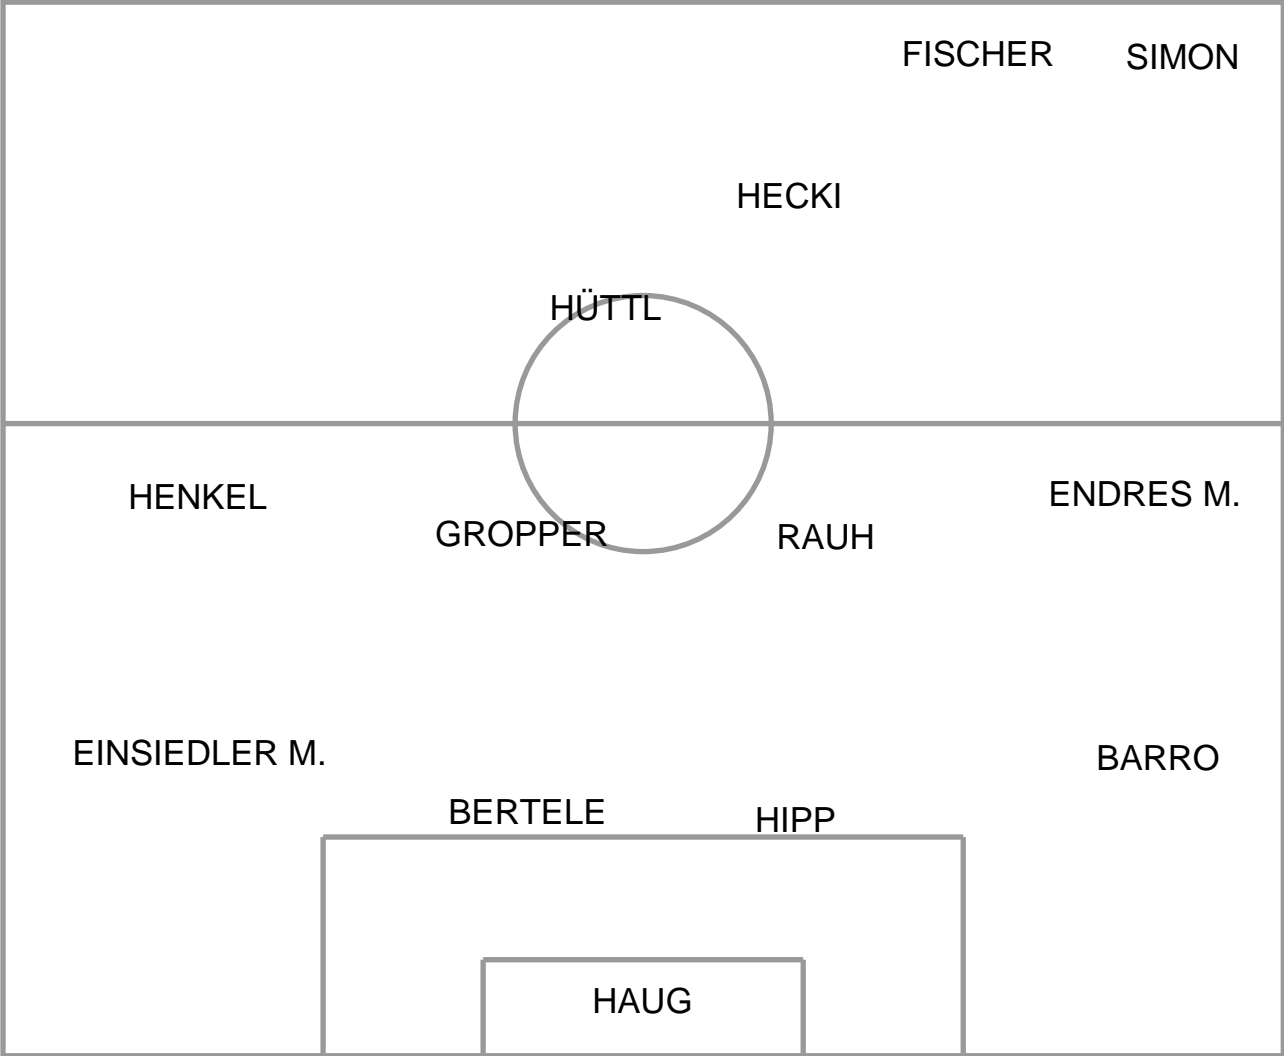 FISCHER SIMON
HECKI
HÜTTL
HENKEL ENDRES M.
GROPPER RAUH
EINSIEDLER M. BARRO
BERTELE HIPP
HAUG